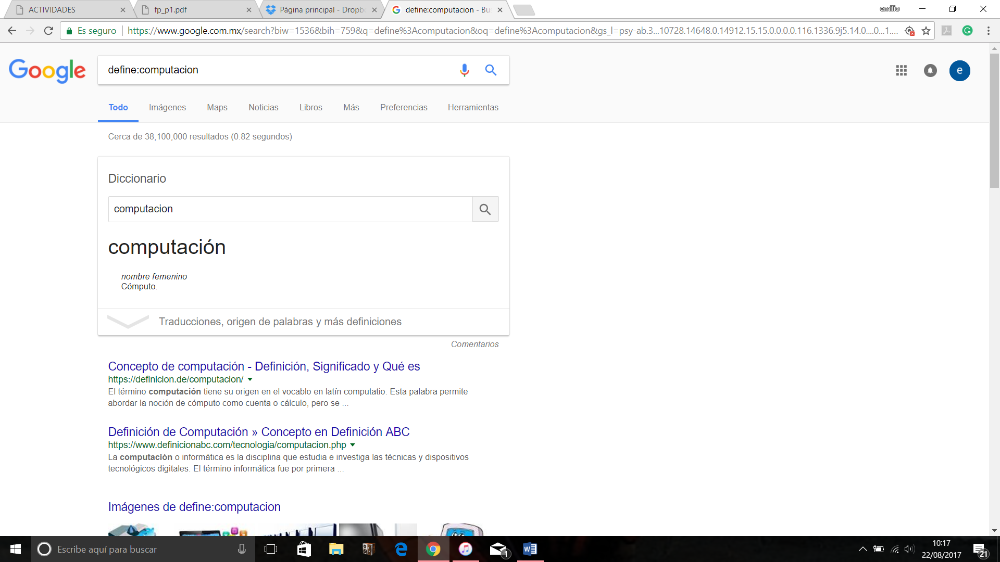 ACTIVIDADES
fp_p1.pdf
Página principal - Dropb
define:computacion - Bu
emilio
Es seguro
https://www.google.com.mx/search?biw=1536&bih=759&q=define%3Acomputacion&oq=define%3Acomputacion&gs_l=psy-ab.3...10728.14648.0.14912.15.15.0.0.0.0.116.1336.9j5.14.0....0...1....
Google
define:computacion
e
Todo
Imágenes
Maps
Noticias
Libros
Más
Preferencias
Herramientas
Cerca de 38,100,000 resultados (0.82 segundos)
Diccionario
computacion
computación
nombre femenino
Cómputo.
Traducciones, origen de palabras y más definiciones
Comentarios
Concepto de computación - Definición, Significado y Qué es
https://definicion.de/computacion/
El término computación tiene su origen en el vocablo en latín computatio. Esta palabra permite
abordar la noción de cómputo como cuenta o cálculo, pero se ...
Definición de Computación » Concepto en Definición ABC
https://www.definicionabc.com/tecnologia/computacion.php
La computación o informática es la disciplina que estudia e investiga las técnicas y dispositivos
tecnológicos digitales. El término informática fue por primera ...
Imágenes de define:computacion
Escribe aquí para buscar
1
10:17
22/08/2017
21